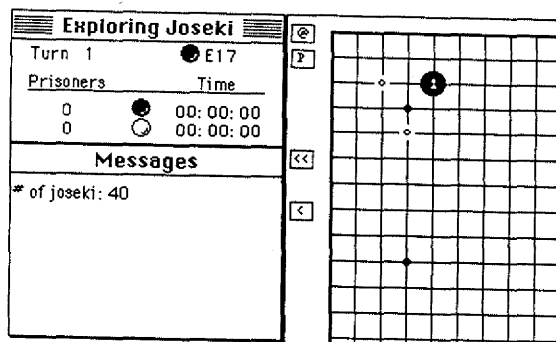 Exploring Joseki
Turn 1 E17
Prisoners Time
0 00:00:00
0 00:00:00
Messages
# of joseki: 40
@
P
<<
<
1